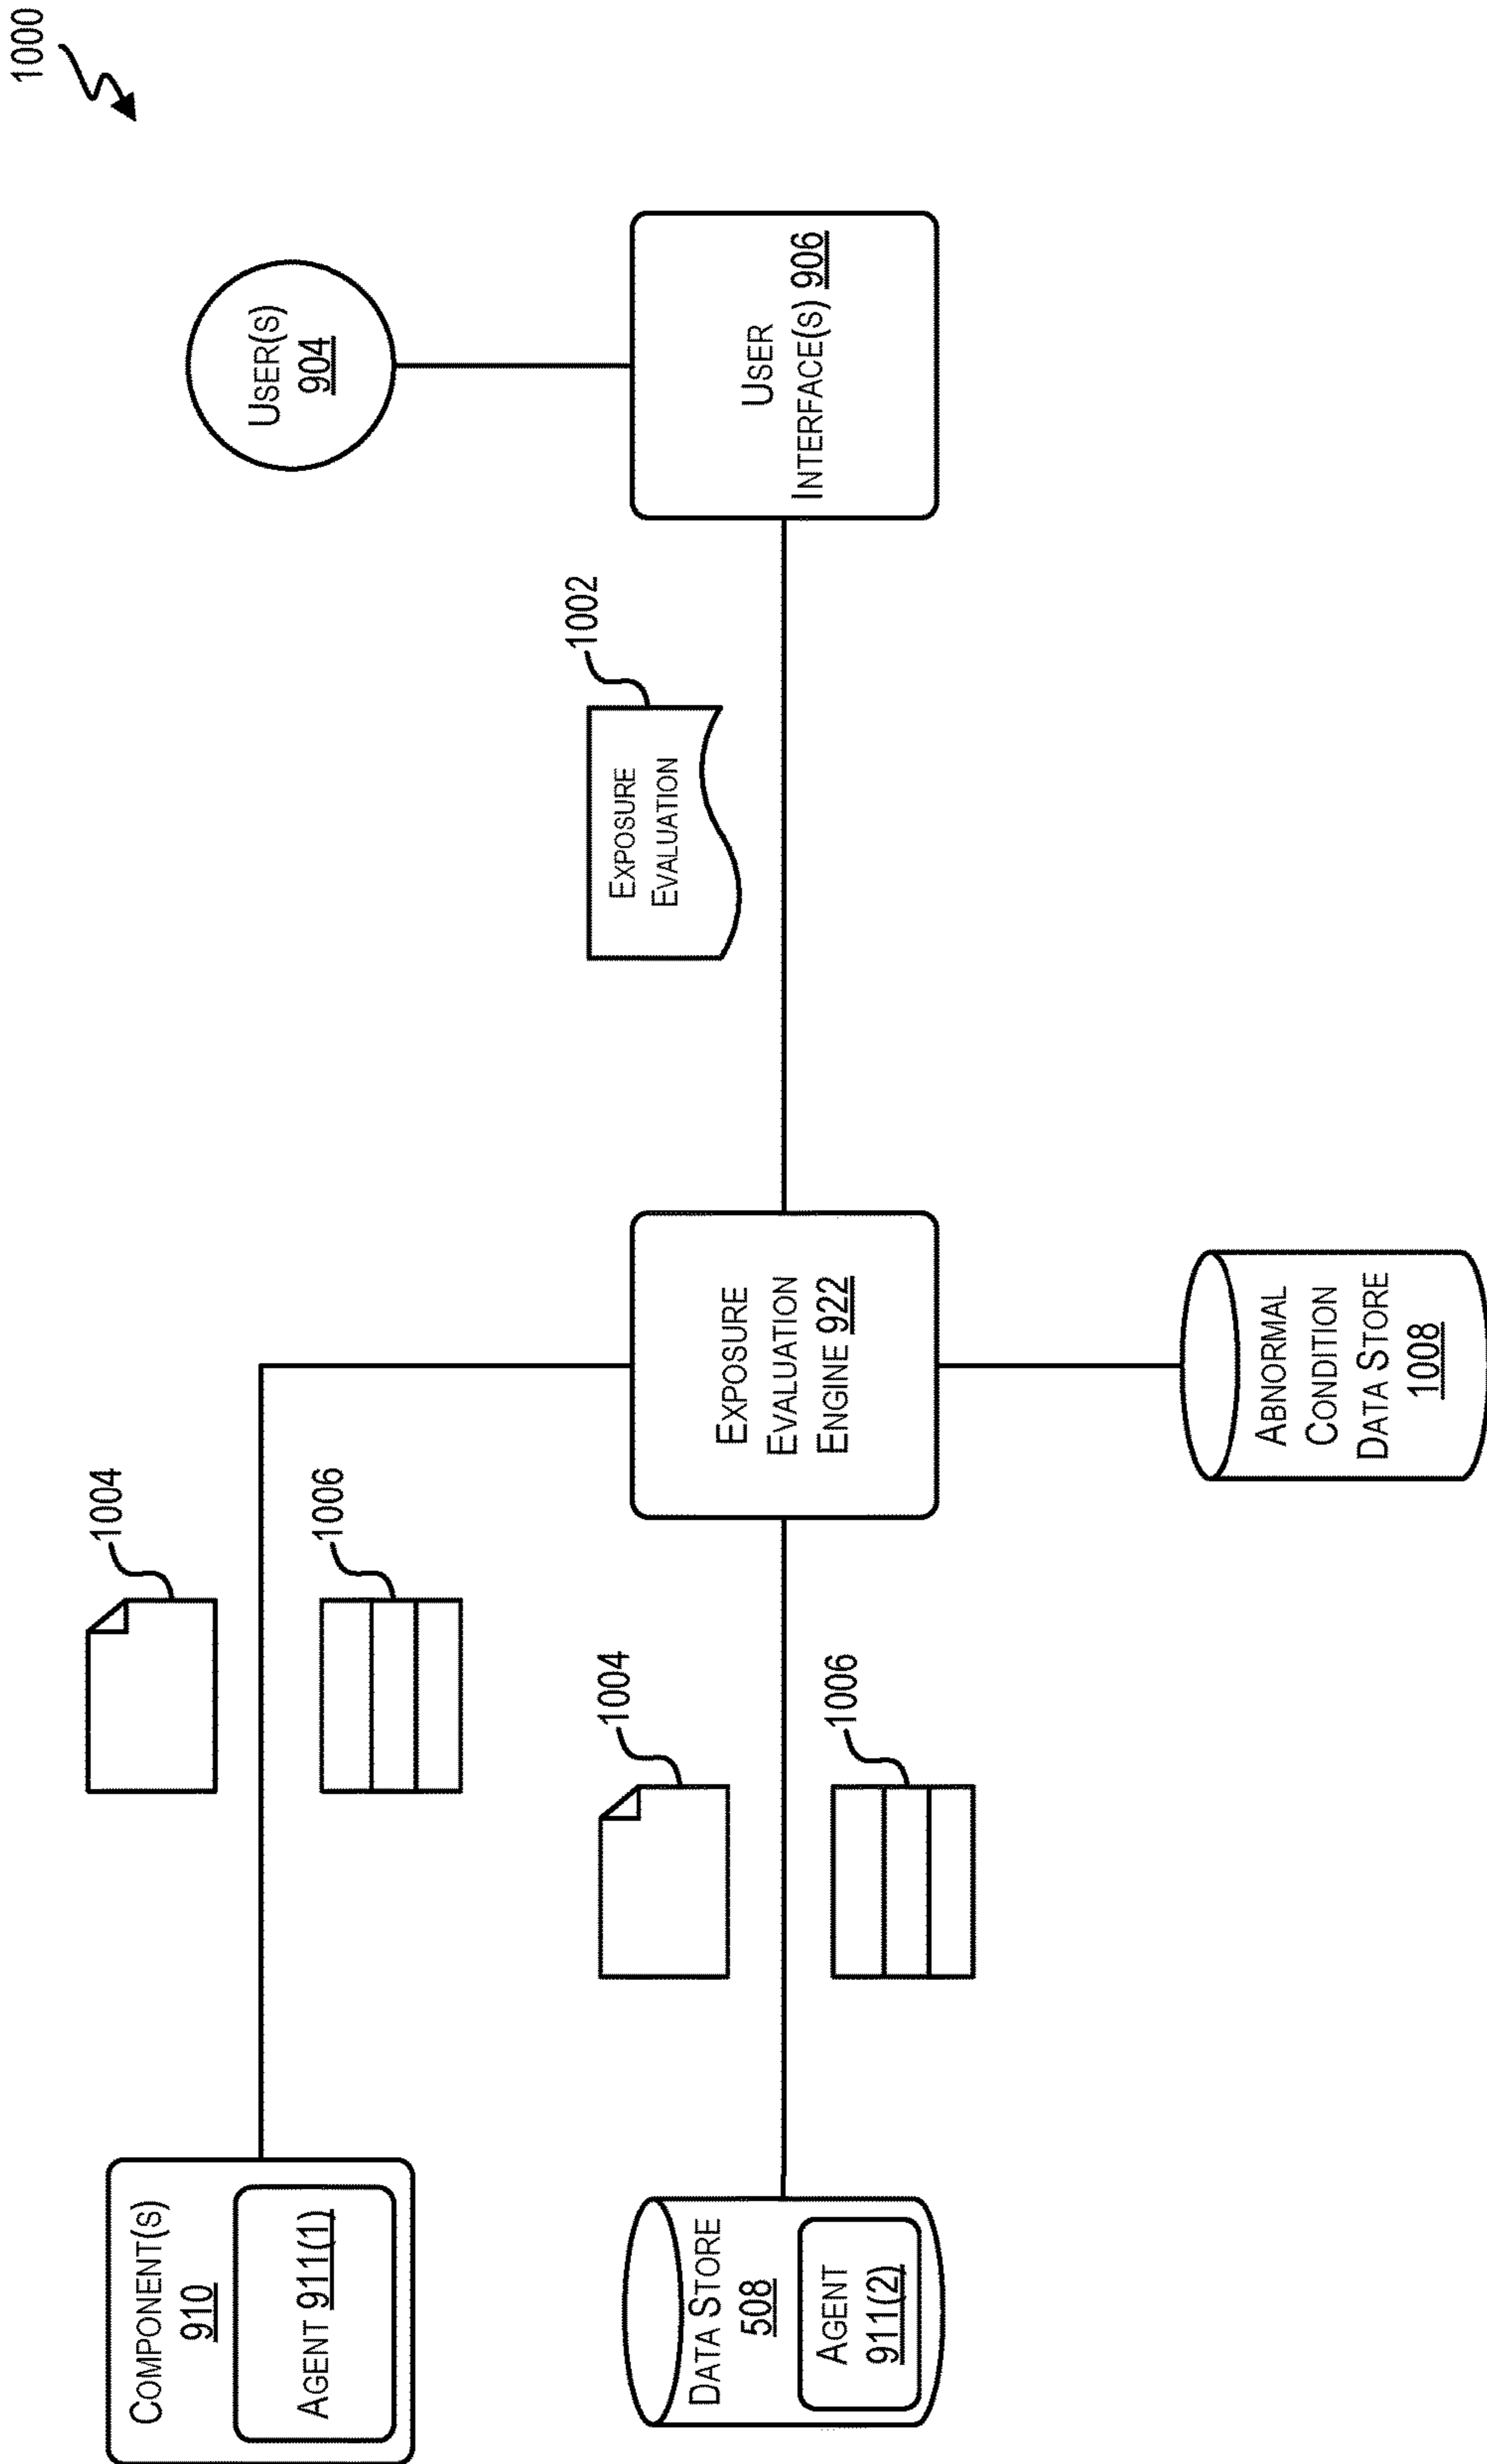 1000
USER(S)
904
USER
INTERFACE(S) 906
1002
EXPOSURE
EVALUATION
EXPOSURE
EVALUATION
ENGINE 922
ABNORMAL
CONDITION
DATA STORE
1008
1004
1006
1004
1006
COMPONENT(S)
910
AGENT 911(1)
DATA STORE
508
AGENT
911(2)